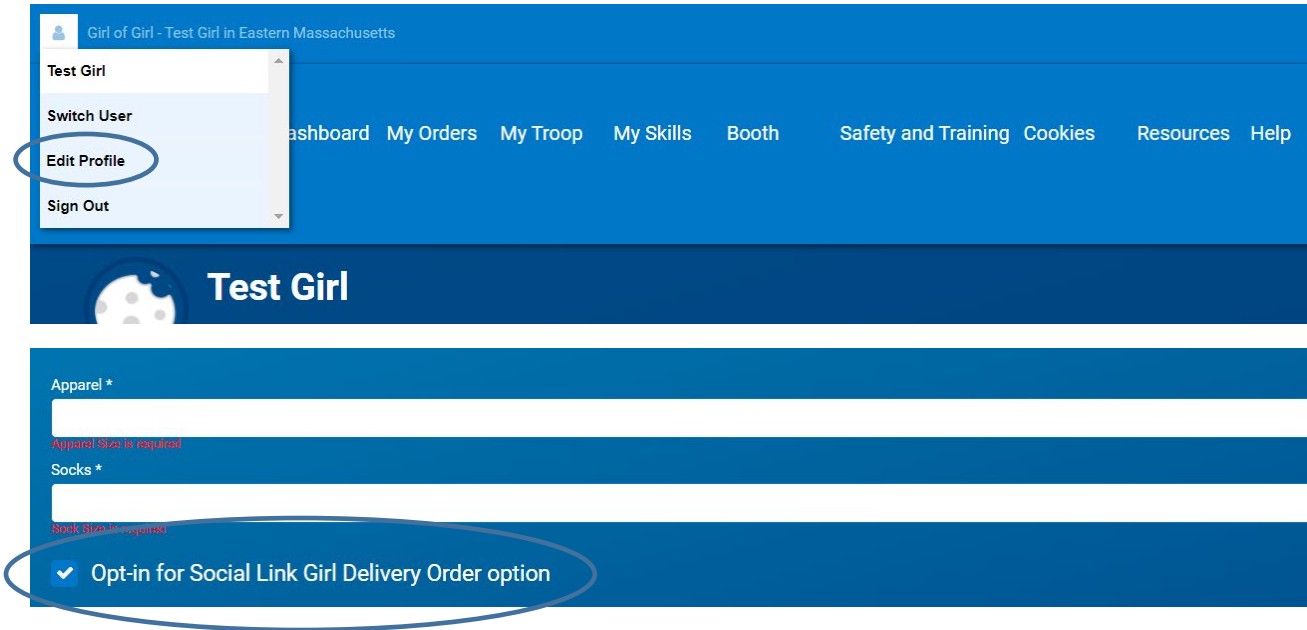 Girl of Girl - Test Girl in Eastern Massachusetts
Test Girl
Switch User
Edit Profile
Sign Out
ashboard My Orders My Troop My Skills Booth Safety and Training Cookies Resources Help
Test Girl
Apparel *
Apparel Size is required
Socks *
Sock Size is required
Opt-in for Social Link Girl Delivery Order option